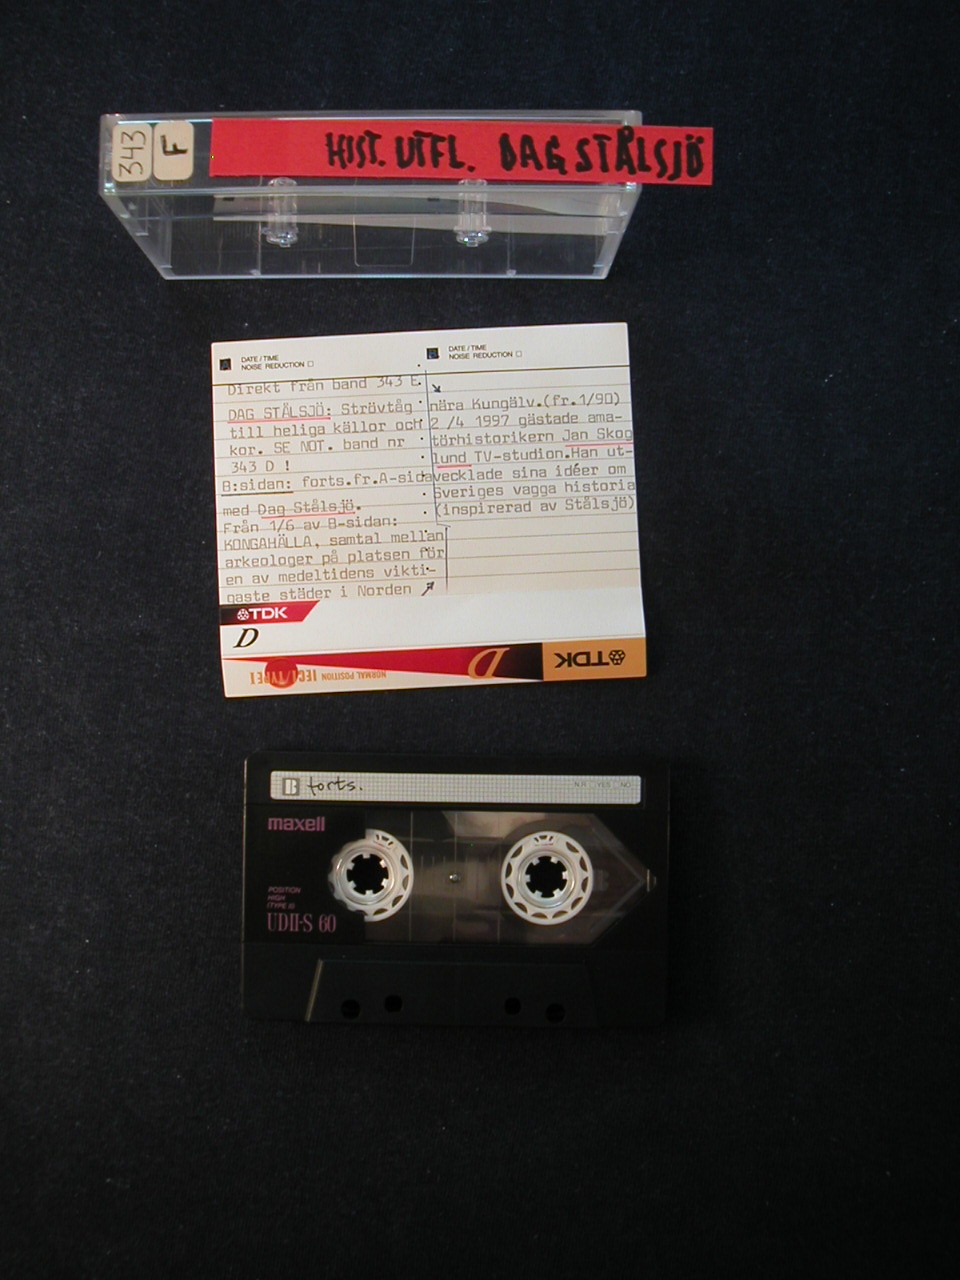 343
F
HIST. UTFL. DAG STÅLSJÖ
A DATE/TIME
NOISE REDUCTION
B DATE/TIME
NOISE REDUCTION
Direkt från band 343 E.
DAG STÅLSJÖ: Strövtåg
till heliga källor och
kor. SE NOT. band nr
343 D !
B:sidan: forts.fr.A-sida
med Dag Stålsjö.
Från 1/6 av B-sidan:
KONGAHÄLLA, samtal mellan
arkeologer på platsen för
en av medeltidens vikti-
gaste städer i Norden
nära Kungälv.(fr.1/90)
2 /4 1997 gästade ama-
törhistorikern Jan Skog
lund TV-studion.Han ut-
vecklade sina idéer om
Sveriges vagga historia
(inspirerad av Stålsjö)
TDK
D
TDK
D
NORMAL POSITION
IEC I/TYPE I
B forts.
N.R YES NO
maxell
POSITION
HIGH
(TYPE II)
UDII-S 60